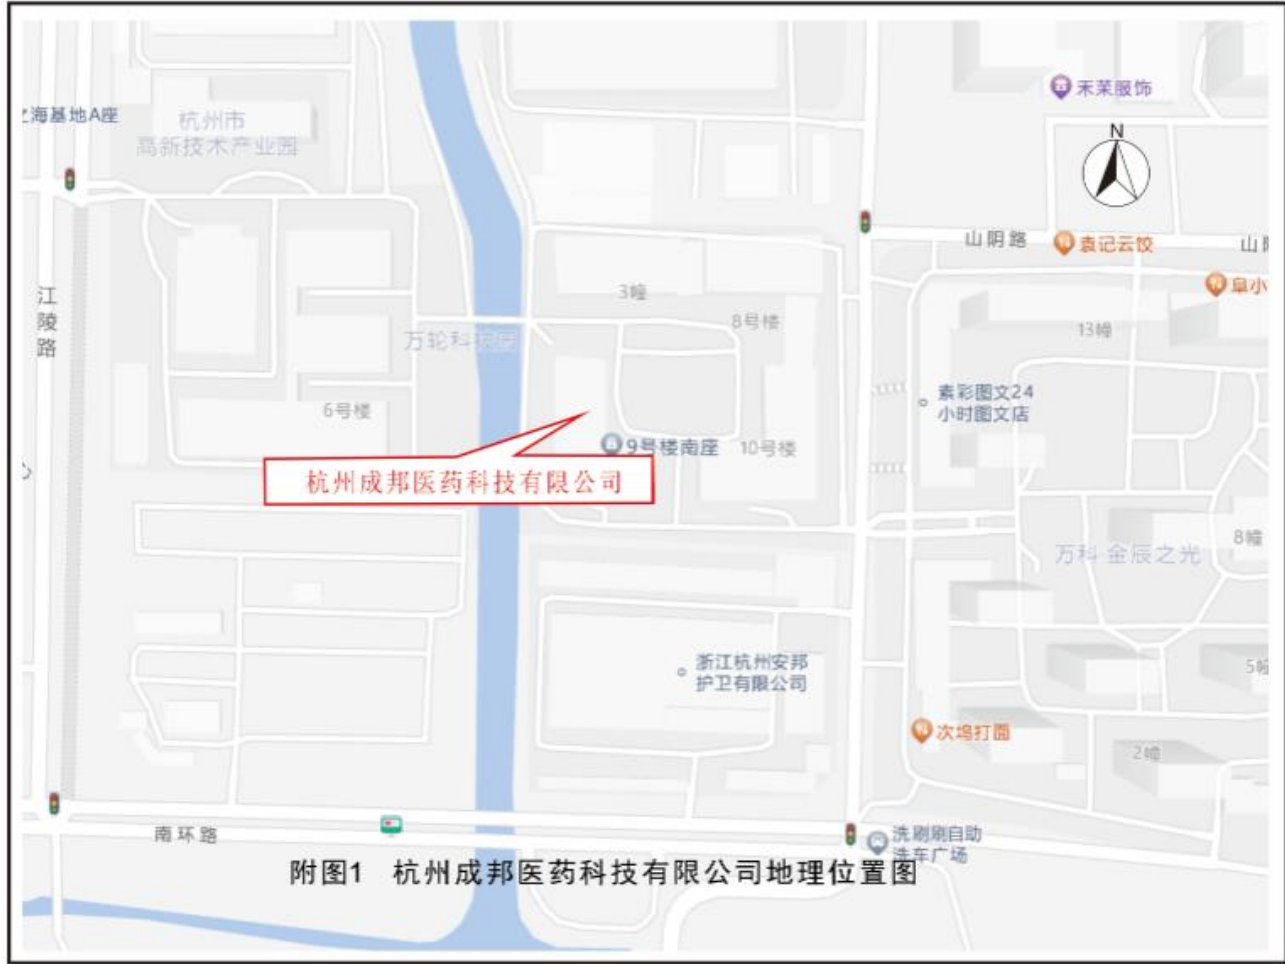 禾茉服饰
海基地A座
杭州市
高新技术产业园
N
山阴路
袁记云饺
山
阜小
江
陵
路
3幢
8号楼
13幢
万轮科技园
6号楼
素彩图文24
小时图文店
9号楼南座
10号楼
杭州成邦医药科技有限公司
8幢
万科 金辰之光
浙江杭州安邦
护卫有限公司
5幢
次坞打面
2幢
南环路
洗刷刷自助
洗车广场
附图1 杭州成邦医药科技有限公司地理位置图